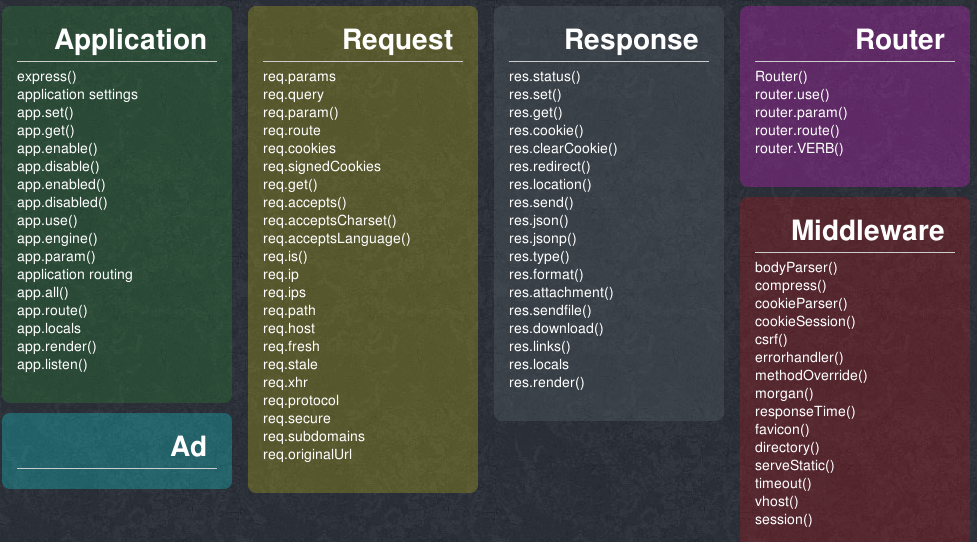 Application
express()
application settings
app.set()
app.get()
app.enable()
app.disable()
app.enabled()
app.disabled()
app.use()
app.engine()
app.param()
application routing
app.all()
app.route()
app.locals
app.render()
app.listen()
Ad
Request
req.params
req.query
req.param()
req.route
req.cookies
req.signedCookies
req.get()
req.accepts()
req.acceptsCharset()
req.acceptsLanguage()
req.is()
req.ip
req.ips
req.path
req.host
req.fresh
req.stale
req.xhr
req.protocol
req.secure
req.subdomains
req.originalUrl
Response
res.status()
res.set()
res.get()
res.cookie()
res.clearCookie()
res.redirect()
res.location()
res.send()
res.json()
res.jsonp()
res.type()
res.format()
res.attachment()
res.sendfile()
res.download()
res.links()
res.locals
res.render()
Router
Router()
router.use()
router.param()
router.route()
router.VERB()
Middleware
bodyParser()
compress()
cookieParser()
cookieSession()
csrf()
errorhandler()
methodOverride()
morgan()
responseTime()
favicon()
directory()
serveStatic()
timeout()
vhost()
session()